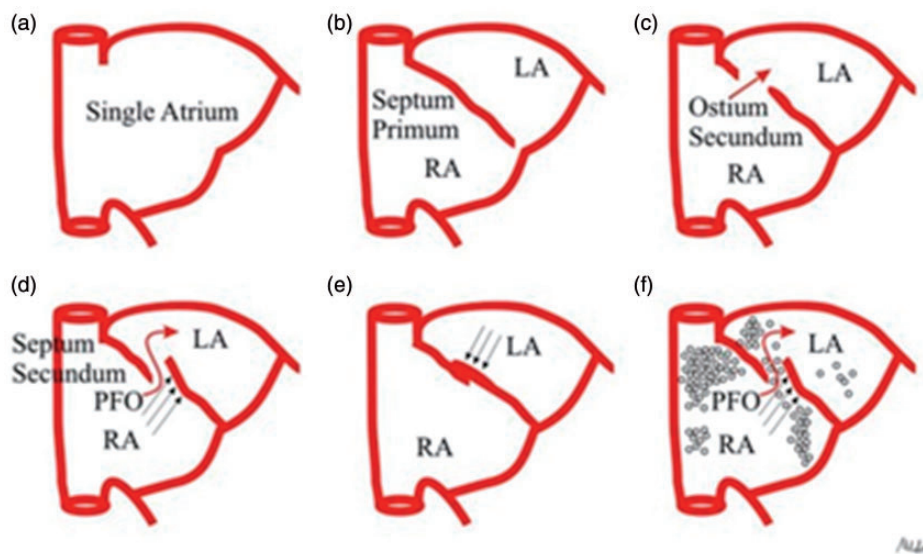 (a)
Single Atrium
(b)
LA
Septum
Primum
RA
(c)
LA
Ostium
Secundum
RA
(d)
LA
Septum
Secundum
PFO
RA
(e)
LA
RA
(f)
LA
PFO
RA